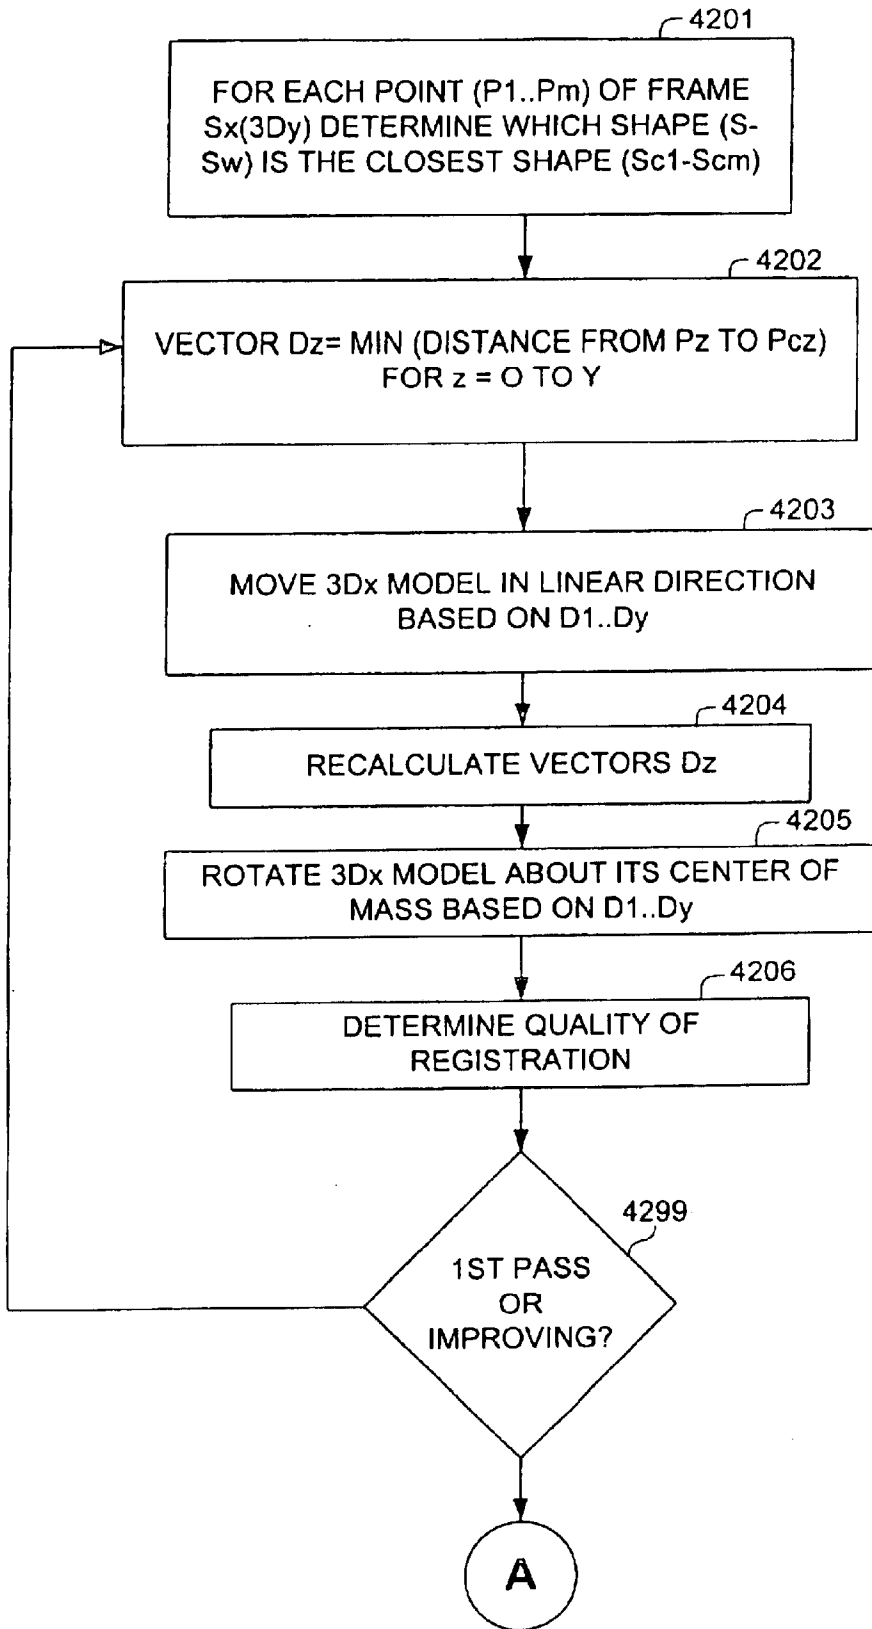 4201
FOR EACH POINT (P1..Pm) OF FRAME
Sx(3Dy) DETERMINE WHICH SHAPE (S-
Sw) IS THE CLOSEST SHAPE (Sc1-Scm)
4202
VECTOR Dz= MIN (DISTANCE FROM Pz TO Pcz)
FOR z = O TO Y
4203
MOVE 3Dx MODEL IN LINEAR DIRECTION
BASED ON D1..Dy
4204
RECALCULATE VECTORS Dz
4205
ROTATE 3Dx MODEL ABOUT ITS CENTER OF
MASS BASED ON D1..Dy
4206
DETERMINE QUALITY OF
REGISTRATION
4299
1ST PASS
OR
IMPROVING?
A